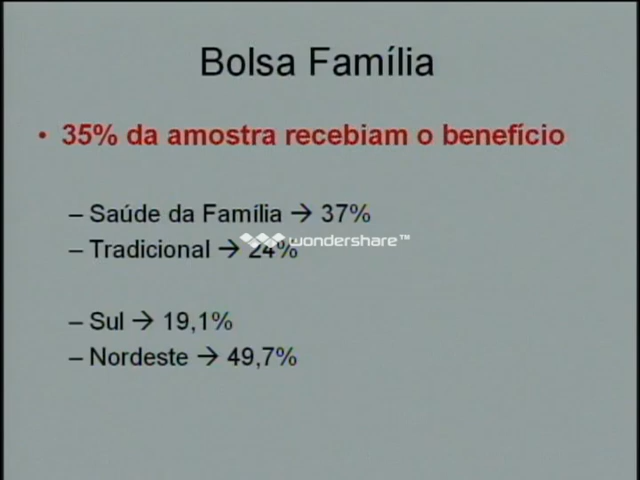 Bolsa Família
• 35% da amostra recebiam o benefício
– Saúde da Família → 37%
– Tradicional → 24%
wondershare™
– Sul → 19,1%
– Nordeste → 49,7%